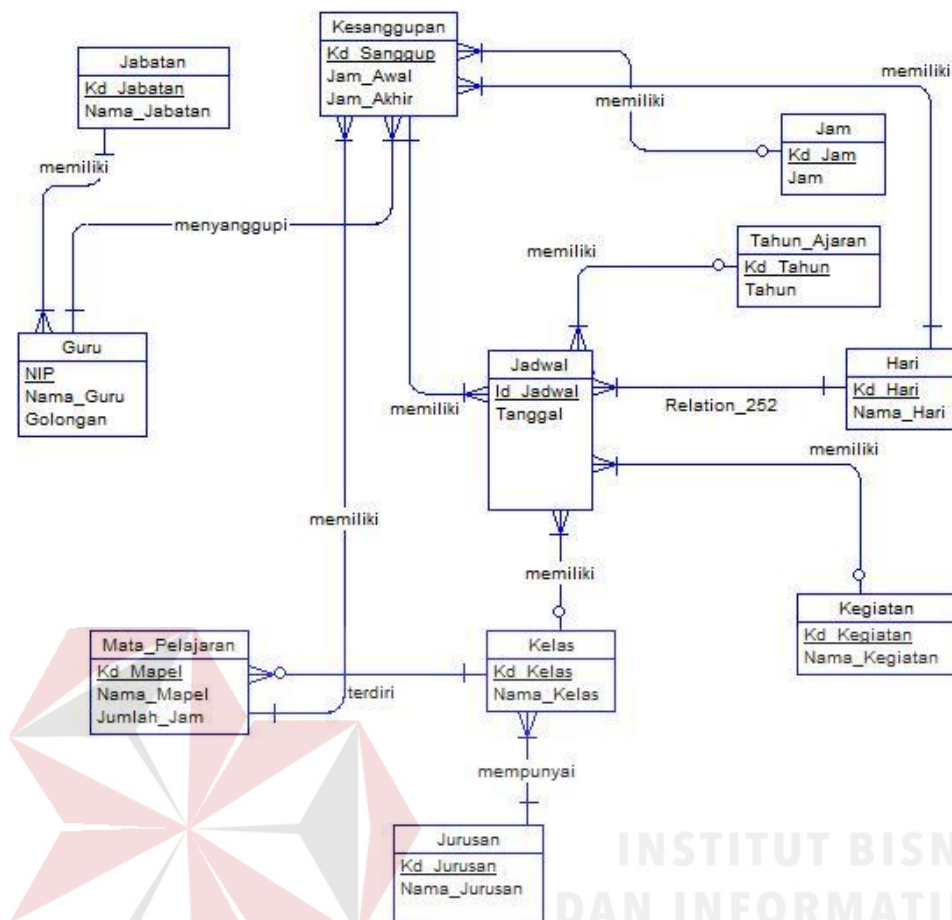 Kesanggupan
Kd_Sanggup
Jam_Awal
Jam_Akhir
Jabatan
Kd_Jabatan
Nama_Jabatan
memiliki
memiliki
memiliki
Jam
Kd_Jam
Jam
menyanggupi
Tahun_Ajaran
Kd_Tahun
Tahun
memiliki
Guru
NIP
Nama_Guru
Golongan
Jadwal
Id_Jadwal
Tanggal
Hari
Kd_Hari
Nama_Hari
memiliki
Relation_252
memiliki
memiliki
memiliki
Kegiatan
Kd_Kegiatan
Nama_Kegiatan
Mata_Pelajaran
Kd_Mapel
Nama_Mapel
Jumlah_Jam
terdiri
Kelas
Kd_Kelas
Nama_Kelas
mempunyai
Jurusan
Kd_Jurusan
Nama_Jurusan
INSTITUT BISN
DAN INFORMATI